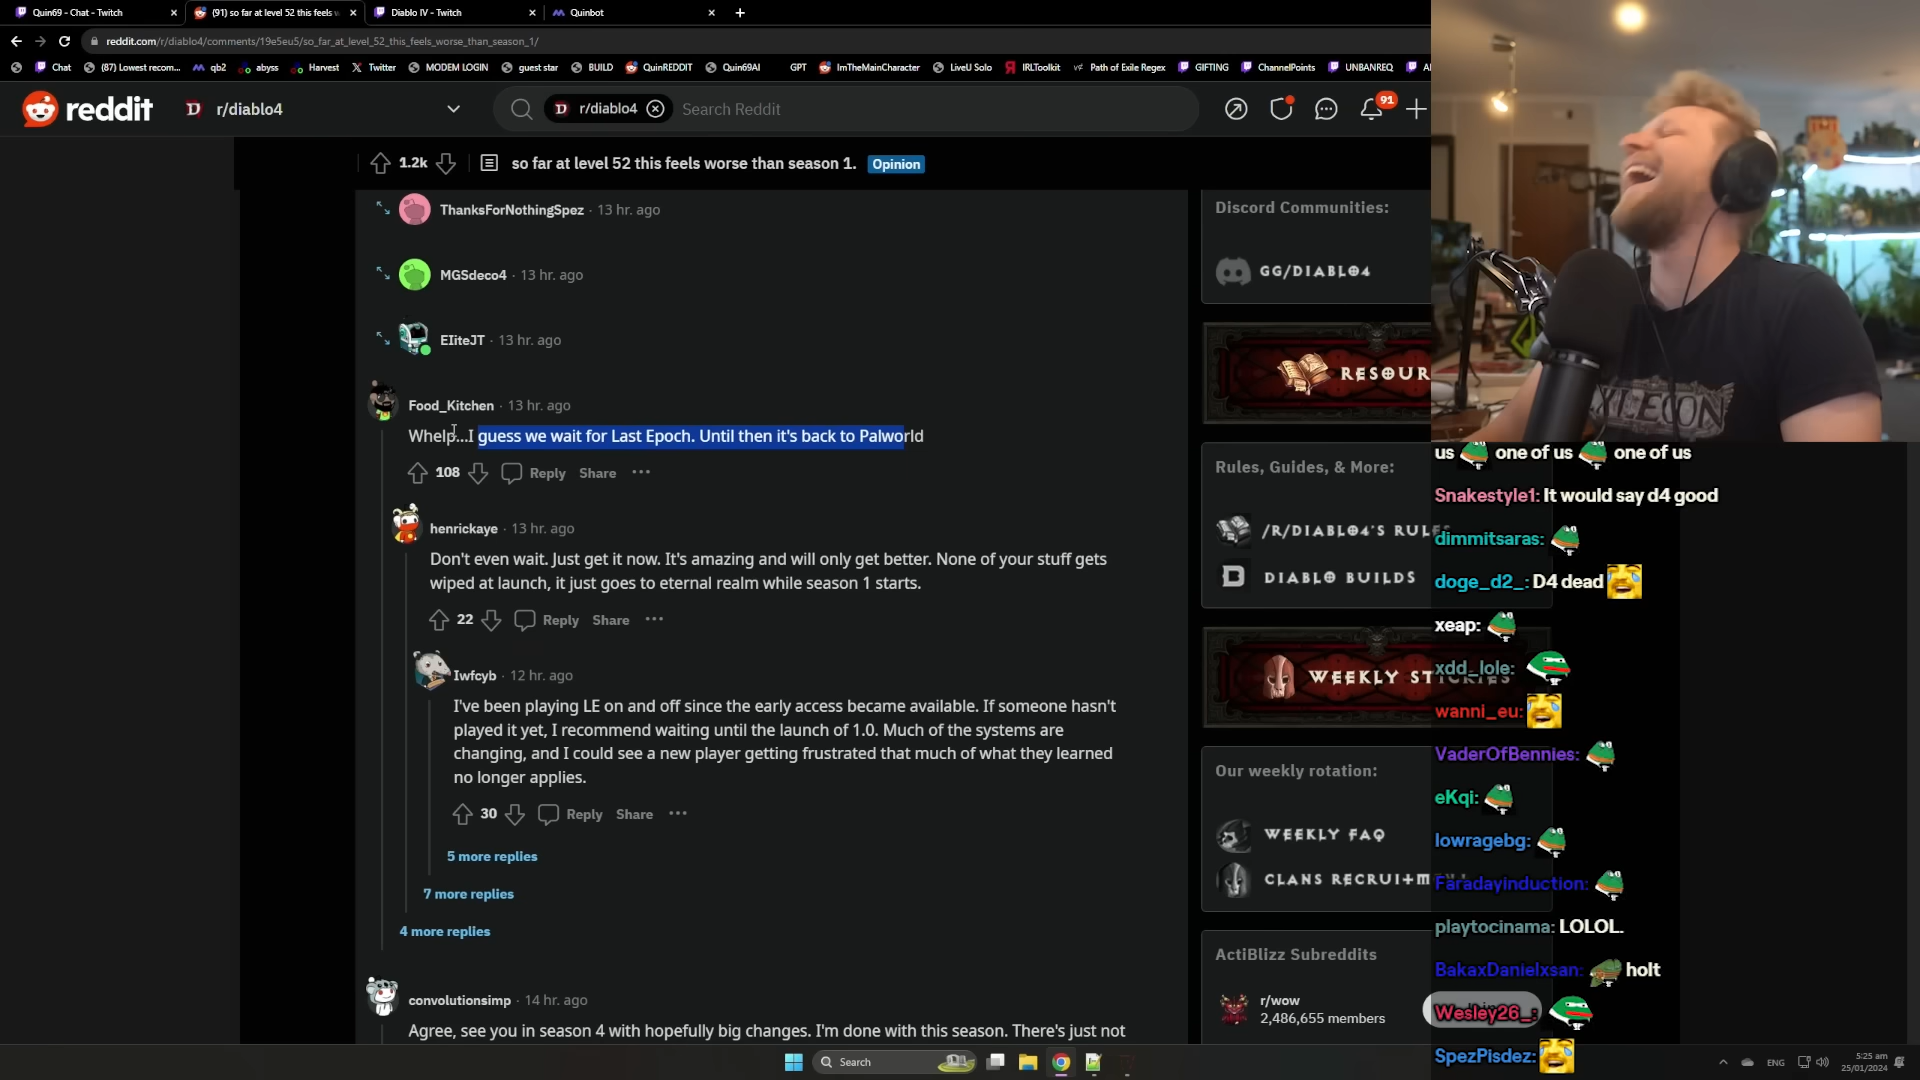 Quin69 - Chat - Twitch
(91) so far at level 52 this feels w
Diablo IV - Twitch
Quinbot
reddit.com/r/diablo4/comments/19e5eu5/so_far_at_level_52_this_feels_worse_than_season_1/
Chat
(87) Lowest recom...
qb2
abyss
Harvest
Twitter
MODEM LOGIN
guest star
BUILD
QuinREDDIT
Quin69AI
GPT
ImTheMainCharacter
LiveU Solo
IRLToolkit
Path of Exile Regex
GIFTING
ChannelPoints
UNBANREQ
reddit
r/diablo4
r/diablo4
Search Reddit
91
1.2k
so far at level 52 this feels worse than season 1.
Opinion
ThanksForNothingSpez · 13 hr. ago
MGSdeco4 · 13 hr. ago
EIiteJT · 13 hr. ago
Food_Kitchen · 13 hr. ago
Whelp...I guess we wait for Last Epoch. Until then it's back to Palworld
108 Reply Share ...
henrickaye · 13 hr. ago
Don't even wait. Just get it now. It's amazing and will only get better. None of your stuff gets
wiped at launch, it just goes to eternal realm while season 1 starts.
22 Reply Share ...
Iwfcyb · 12 hr. ago
I've been playing LE on and off since the early access became available. If someone hasn't
played it yet, I recommend waiting until the launch of 1.0. Much of the systems are
changing, and I could see a new player getting frustrated that much of what they learned
no longer applies.
30 Reply Share ...
5 more replies
7 more replies
4 more replies
convolutionsimp · 14 hr. ago
Agree, see you in season 4 with hopefully big changes. I'm done with this season. There's just not
Discord Communities:
GG/DIABLO4
RESOUR
Rules, Guides, & More:
/R/DIABLO4'S RULES
DIABLO BUILDS
WEEKLY STICKIES
Our weekly rotation:
WEEKLY FAQ
CLANS RECRUITM
ActiBlizz Subreddits
r/wow
2,486,655 members
us one of us one of us
Snakestyle1: It would say d4 good
dimmitsaras:
doge_d2_: D4 dead
xeap:
xdd_lole:
wanni_eu:
VaderOfBennies:
eKqi:
lowragebg:
Faradayinduction:
playtocinama: LOLOL.
BakaxDanielxsan: holt
Wesley26_:
SpezPisdez:
Search
ENG
5:25 am
25/01/2024